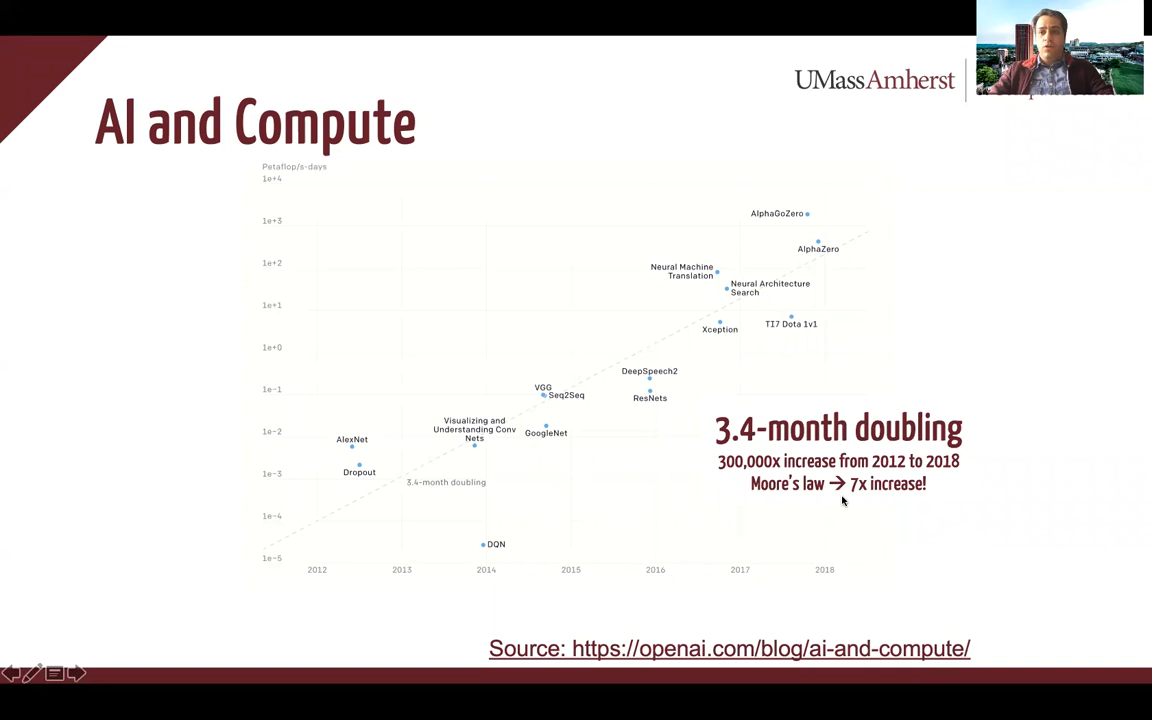 UMassAmherst
AI and Compute
Petaflop/s-days
1e+4
1e+3
1e+2
1e+1
1e+0
1e−1
1e−2
1e−3
1e−4
1e−5
AlphaGoZero
AlphaZero
Neural Machine
Translation
Neural Architecture
Search
Xception
TI7 Dota 1v1
DeepSpeech2
ResNets
VGG
Seq2Seq
GoogleNet
Visualizing and
Understanding Conv
Nets
AlexNet
Dropout
3.4-month doubling
DQN
2012 2013 2014 2015 2016 2017 2018
3.4-month doubling
300,000x increase from 2012 to 2018
Moore's law → 7x increase!
Source: https://openai.com/blog/ai-and-compute/